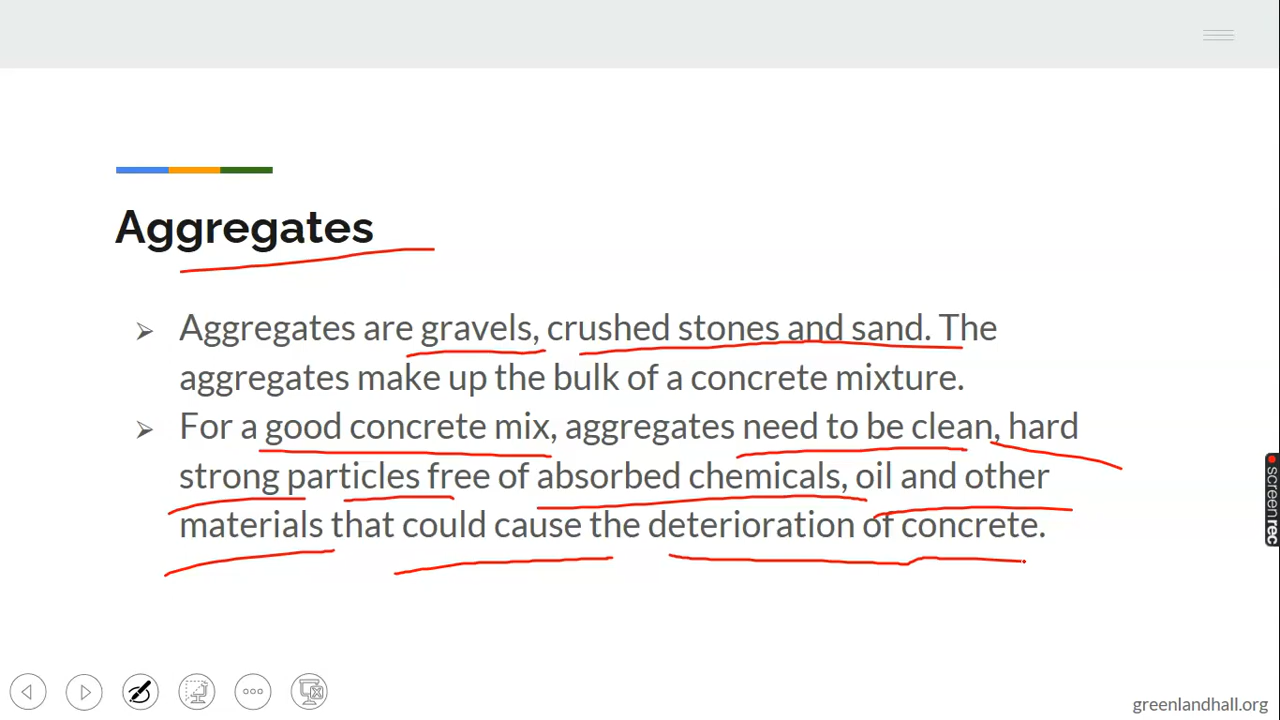 Aggregates
➢ Aggregates are gravels, crushed stones and sand. The
aggregates make up the bulk of a concrete mixture.
➢ For a good concrete mix, aggregates need to be clean, hard
strong particles free of absorbed chemicals, oil and other
materials that could cause the deterioration of concrete.
screenrec
greenlandhall.org